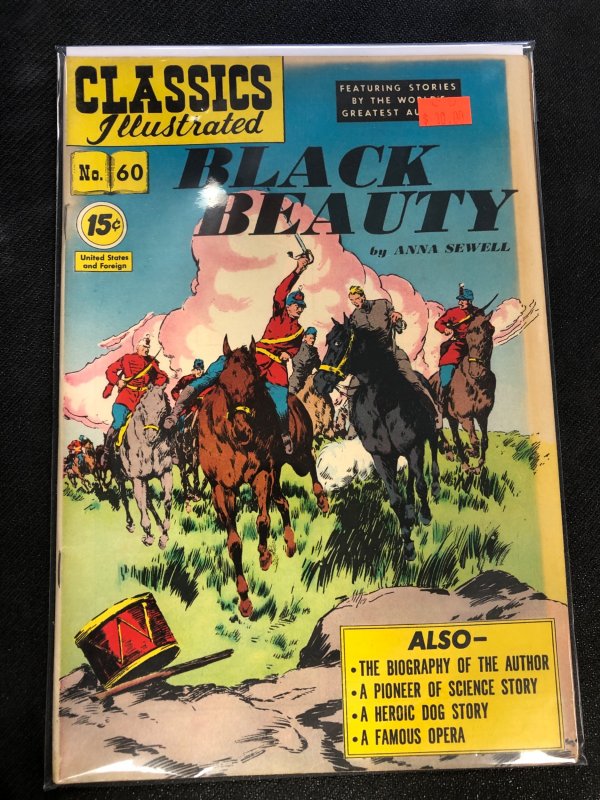 CLASSICS
Illustrated
FEATURING STORIES
BY THE WORLD'S
GREATEST
No. 60
BLACK
BEAUTY
by ANNA SEWELL
15¢
United States
and Foreign
ALSO—
• THE BIOGRAPHY OF THE AUTHOR
• A PIONEER OF SCIENCE STORY
• A HEROIC DOG STORY
• A FAMOUS OPERA